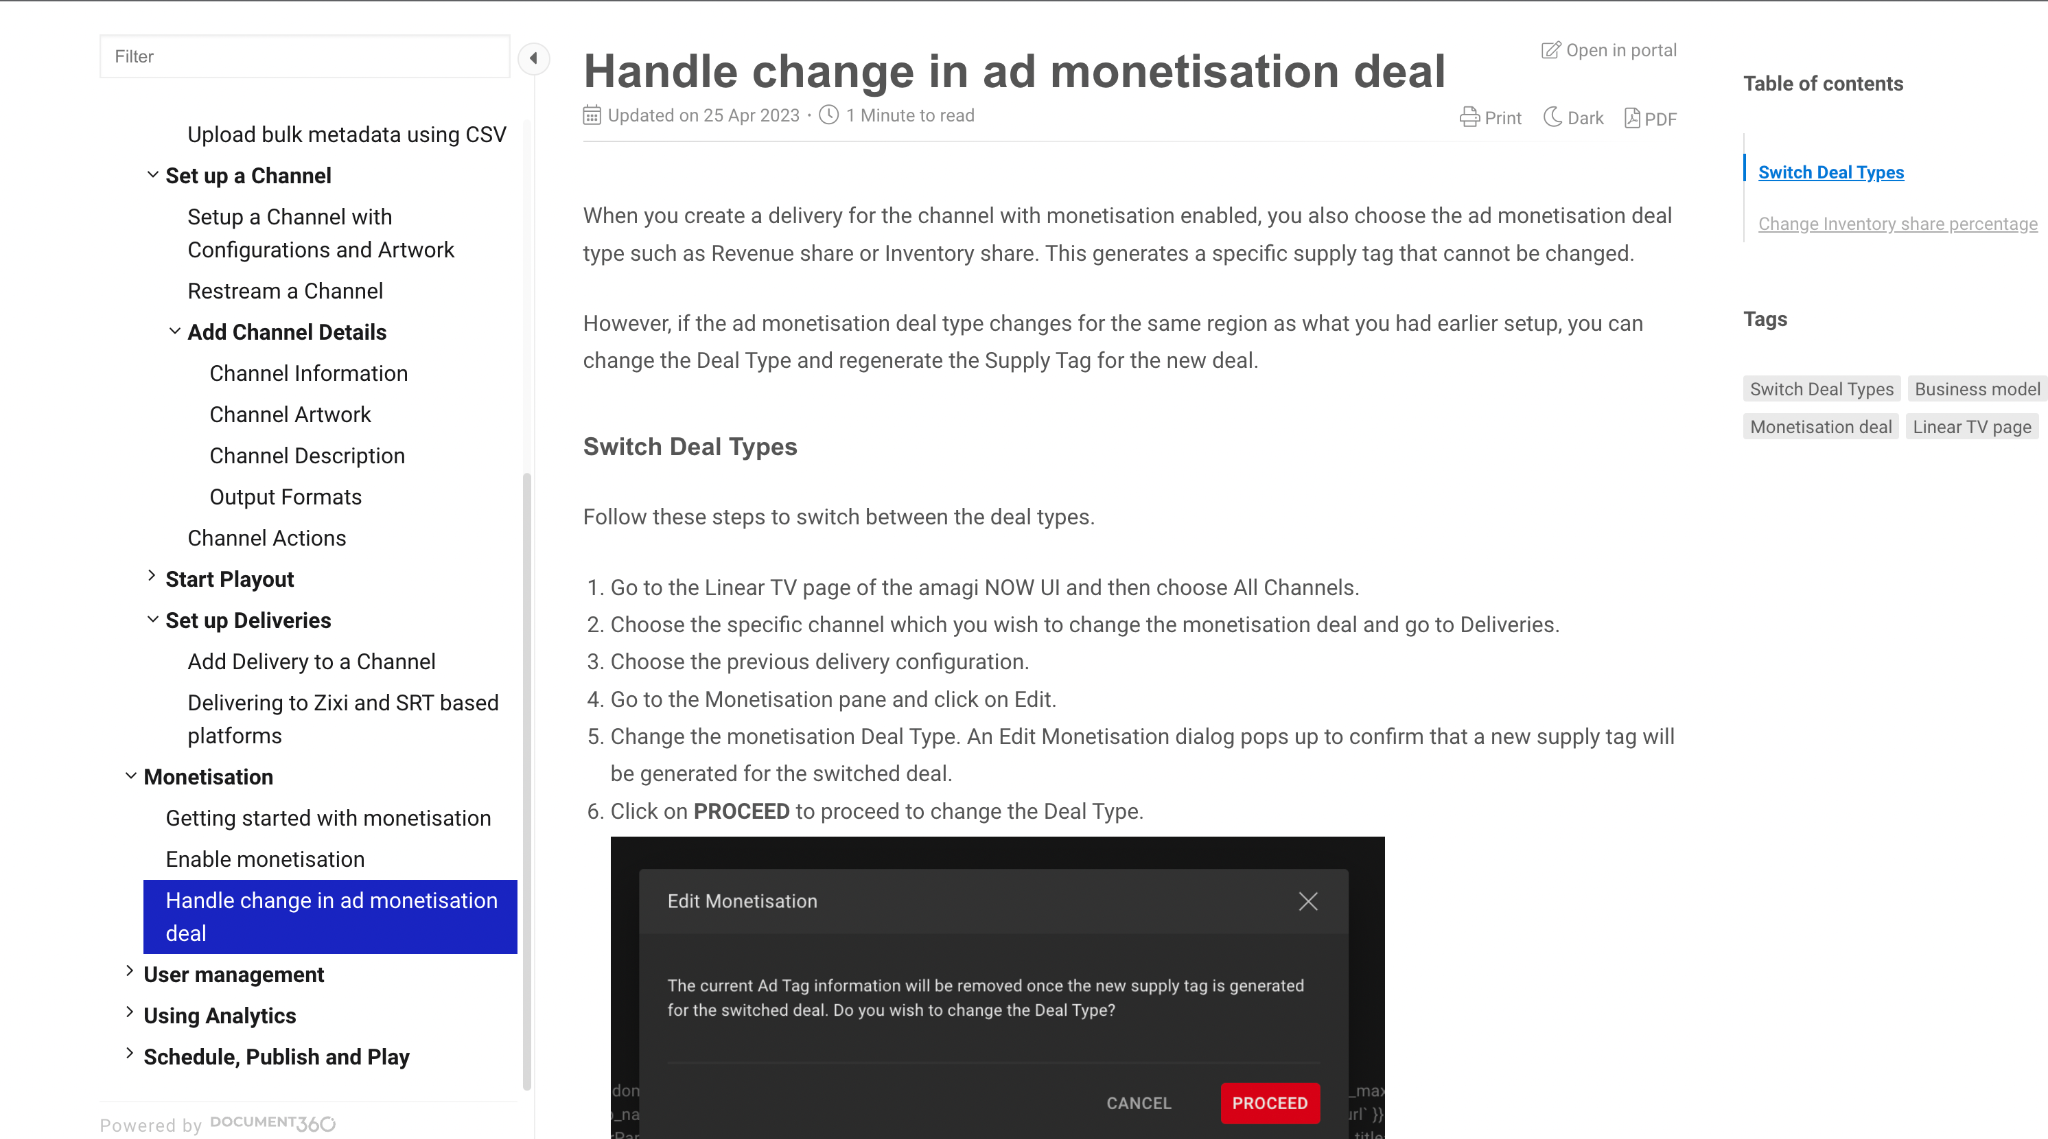 Filter
Upload bulk metadata using CSV
Set up a Channel
Setup a Channel with
Configurations and Artwork
Restream a Channel
Add Channel Details
Channel Information
Channel Artwork
Channel Description
Output Formats
Channel Actions
Start Playout
Set up Deliveries
Add Delivery to a Channel
Delivering to Zixi and SRT based
platforms
Monetisation
Getting started with monetisation
Enable monetisation
Handle change in ad monetisation
deal
User management
Using Analytics
Schedule, Publish and Play
Powered by DOCUMENT360
Handle change in ad monetisation deal
Open in portal
Updated on 25 Apr 2023 · 1 Minute to read
Print Dark PDF
When you create a delivery for the channel with monetisation enabled, you also choose the ad monetisation deal
type such as Revenue share or Inventory share. This generates a specific supply tag that cannot be changed.
However, if the ad monetisation deal type changes for the same region as what you had earlier setup, you can
change the Deal Type and regenerate the Supply Tag for the new deal.
Switch Deal Types
Follow these steps to switch between the deal types.
1. Go to the Linear TV page of the amagi NOW UI and then choose All Channels.
2. Choose the specific channel which you wish to change the monetisation deal and go to Deliveries.
3. Choose the previous delivery configuration.
4. Go to the Monetisation pane and click on Edit.
5. Change the monetisation Deal Type. An Edit Monetisation dialog pops up to confirm that a new supply tag will
be generated for the switched deal.
6. Click on PROCEED to proceed to change the Deal Type.
Edit Monetisation
The current Ad Tag information will be removed once the new supply tag is generated
for the switched deal. Do you wish to change the Deal Type?
CANCEL PROCEED
Table of contents
Switch Deal Types
Change Inventory share percentage
Tags
Switch Deal Types Business model
Monetisation deal Linear TV page